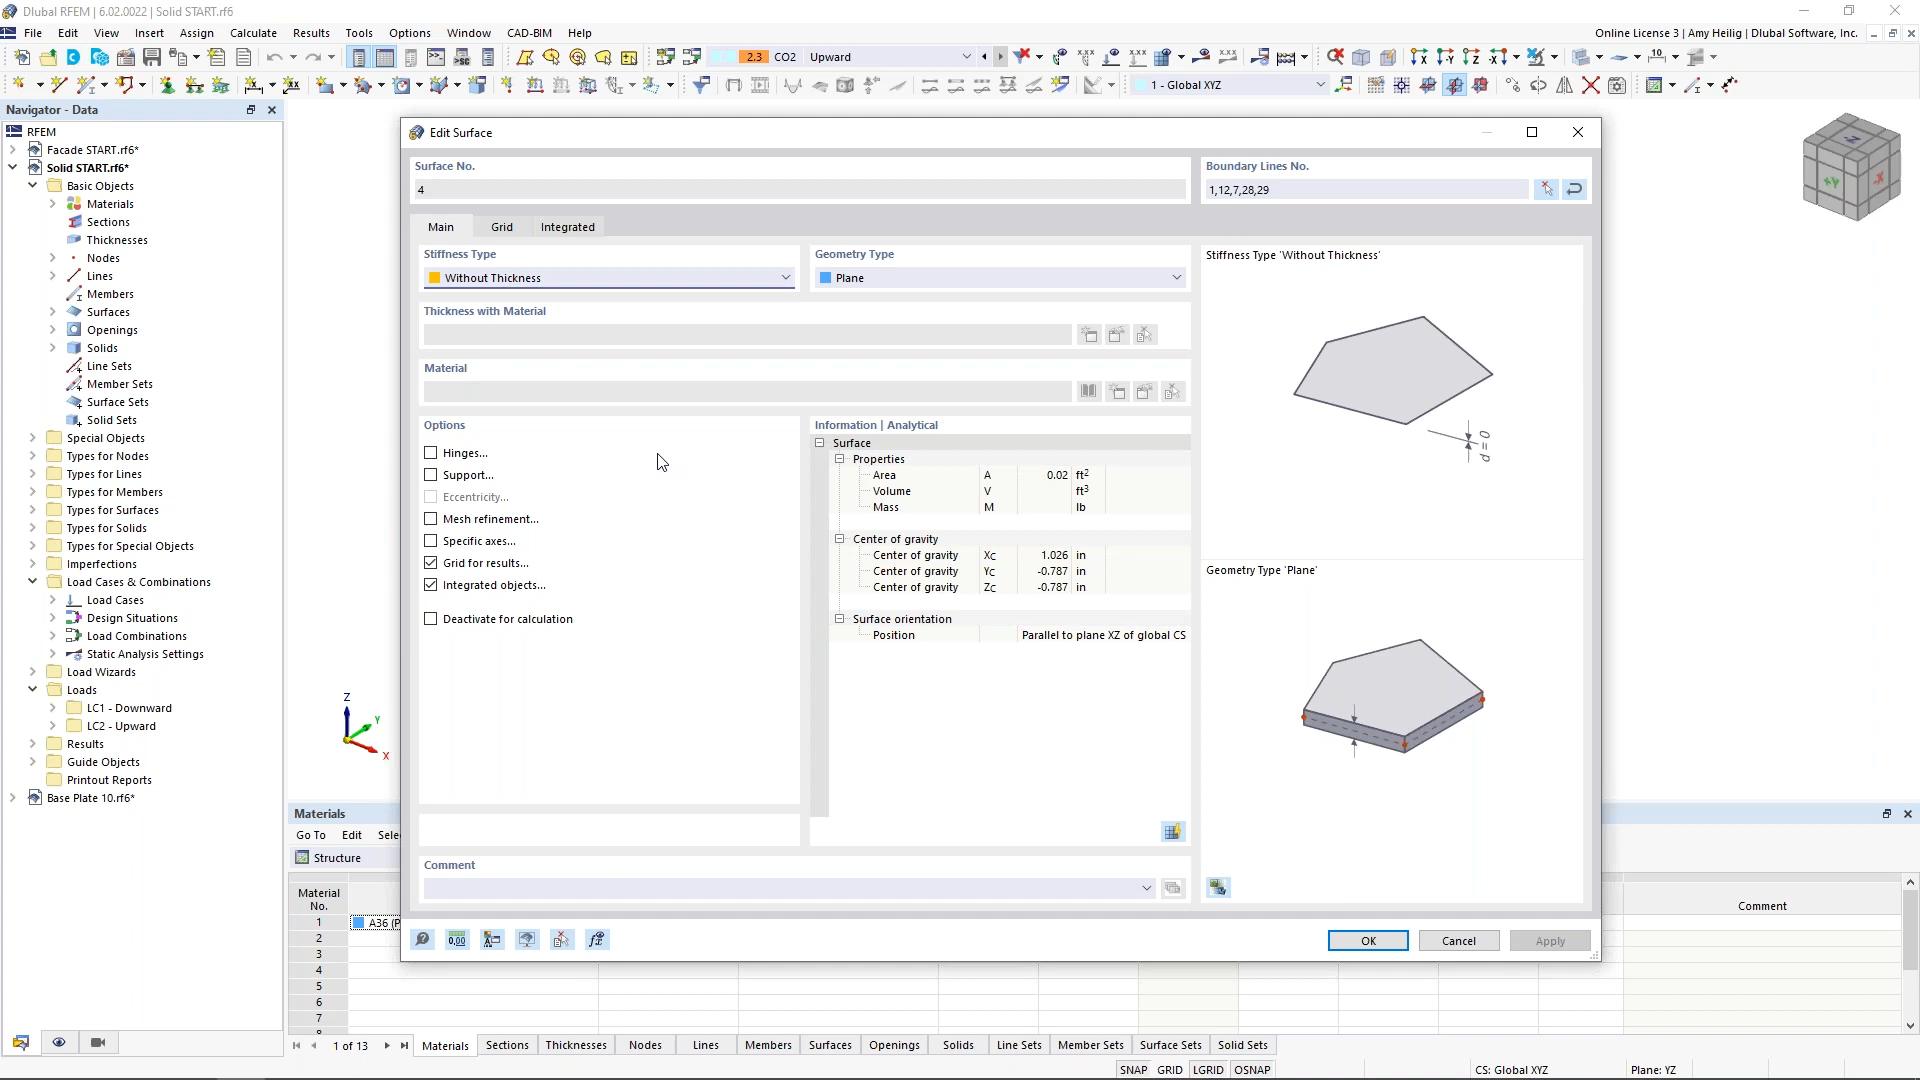 Dlubal RFEM | 6.02.0022 | Solid START.rf6
File Edit View Insert Assign Calculate Results Tools Options Window CAD-BIM Help
Online License 3 | Amy Heilig | Dlubal Software, Inc.
2.3 CO2 Upward
1 - Global XYZ
Navigator - Data
RFEM
Facade START.rf6*
Solid START.rf6*
Basic Objects
Materials
Sections
Thicknesses
Nodes
Lines
Members
Surfaces
Openings
Solids
Line Sets
Member Sets
Surface Sets
Solid Sets
Special Objects
Types for Nodes
Types for Lines
Types for Members
Types for Surfaces
Types for Solids
Types for Special Objects
Imperfections
Load Cases & Combinations
Load Cases
Design Situations
Load Combinations
Static Analysis Settings
Load Wizards
Loads
LC1 - Downward
LC2 - Upward
Results
Guide Objects
Printout Reports
Base Plate 10.rf6*
Z
Y
X
Edit Surface
Surface No.
4
Boundary Lines No.
1,12,7,28,29
Main Grid Integrated
Stiffness Type
Without Thickness
Geometry Type
Plane
Thickness with Material
Material
Options
Hinges...
Support...
Eccentricity...
Mesh refinement...
Specific axes...
Grid for results...
Integrated objects...
Deactivate for calculation
Information | Analytical
Surface
Properties
Area A 0.02 ft2
Volume V ft3
Mass M lb
Center of gravity
Center of gravity XC 1.026 in
Center of gravity YC -0.787 in
Center of gravity ZC -0.787 in
Surface orientation
Position Parallel to plane XZ of global CS
Stiffness Type 'Without Thickness'
d = 0
Geometry Type 'Plane'
Comment
OK Cancel Apply
+Y -X -Z
Materials
Go To Edit Selec
Structure
Material
No.
Comment
1 A36 (P
2
3
4
5
6
7
8
1 of 13 Materials Sections Thicknesses Nodes Lines Members Surfaces Openings Solids Line Sets Member Sets Surface Sets Solid Sets
SNAP GRID LGRID OSNAP CS: Global XYZ Plane: YZ